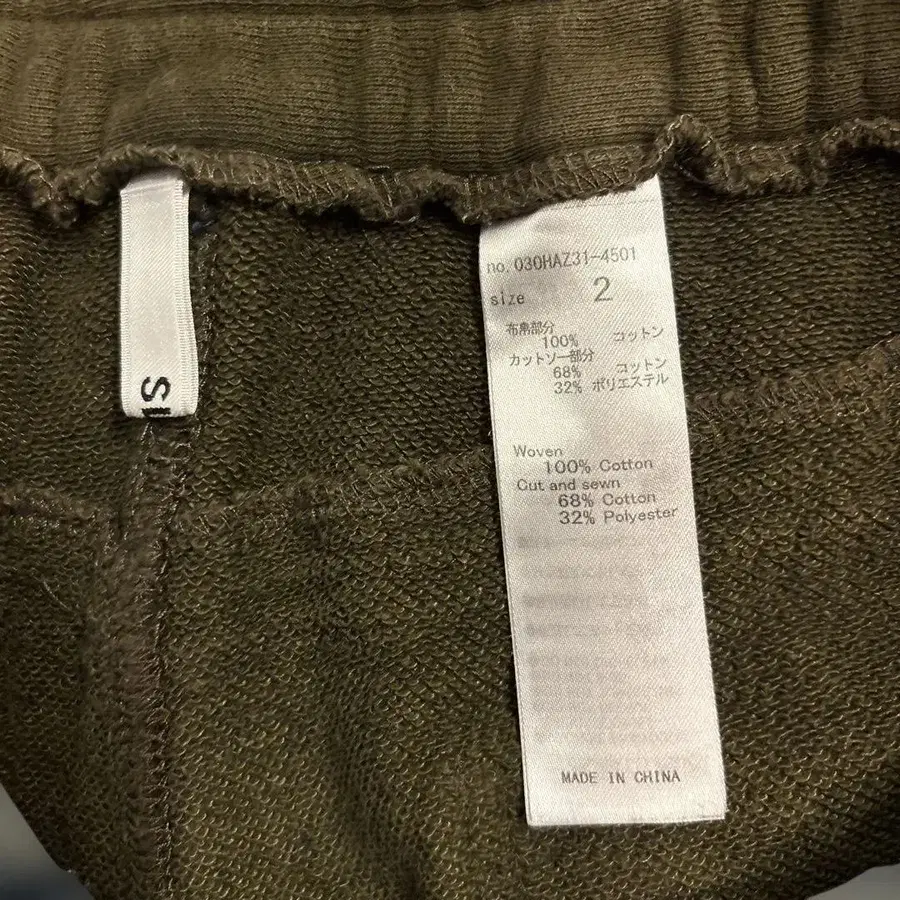 no.030HAZ31-4501
size 2
布帛部分
100% コットン
カットソー部分
68% コットン
32% ポリエステル
Woven
100% Cotton
Cut and sewn
68% Cotton
32% Polyester
MADE IN CHINA
S